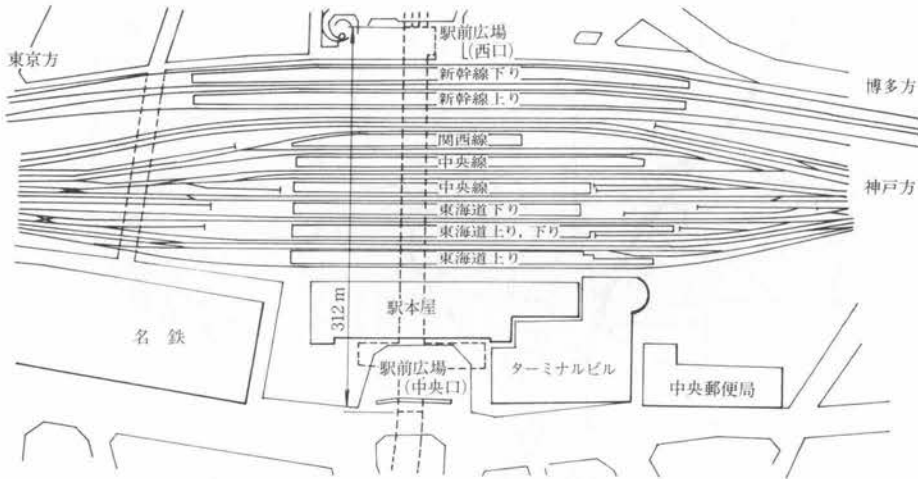 駅前広場
(西口)
東京方
新幹線下り
博多方
新幹線上り
関西線
中央線
中央線
神戸方
東海道下り
東海道上り,下り
東海道上り
312m
駅本屋
名鉄
駅前広場
(中央口)
ターミナルビル
中央郵便局